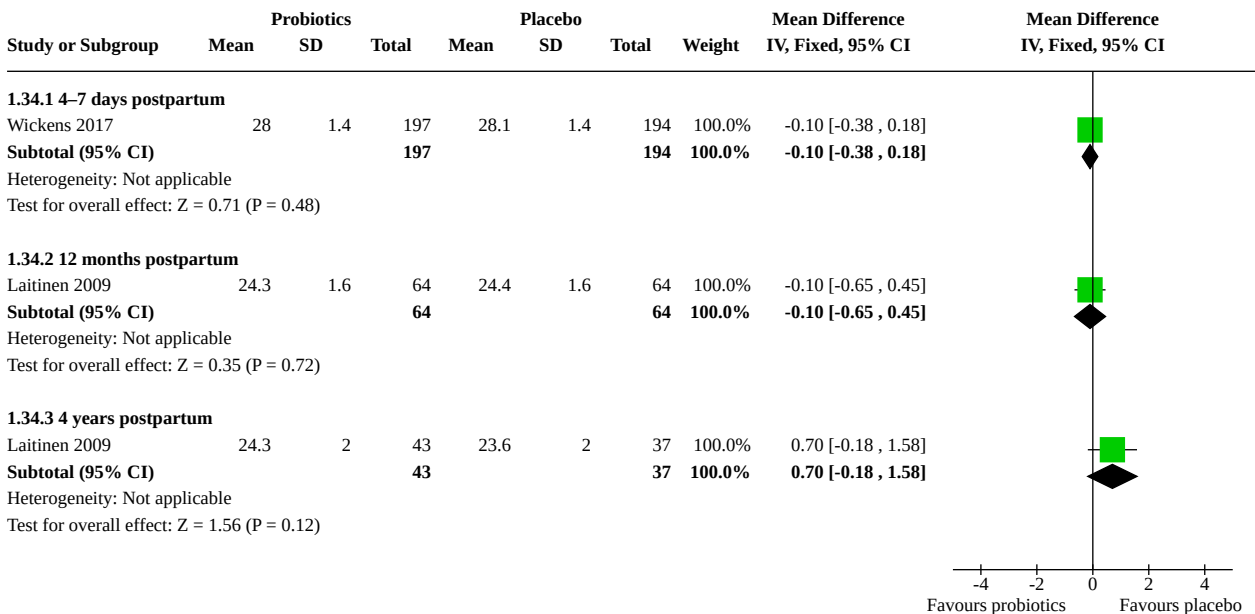 Probiotics Placebo Mean Difference Mean Difference
Study or Subgroup Mean SD Total Mean SD Total Weight IV, Fixed, 95% CI IV, Fixed, 95% CI
1.34.1 4–7 days postpartum
Wickens 2017 28 1.4 197 28.1 1.4 194 100.0% -0.10 [-0.38 , 0.18]
Subtotal (95% CI) 197 194 100.0% -0.10 [-0.38 , 0.18]
Heterogeneity: Not applicable
Test for overall effect: Z = 0.71 (P = 0.48)
1.34.2 12 months postpartum
Laitinen 2009 24.3 1.6 64 24.4 1.6 64 100.0% -0.10 [-0.65 , 0.45]
Subtotal (95% CI) 64 64 100.0% -0.10 [-0.65 , 0.45]
Heterogeneity: Not applicable
Test for overall effect: Z = 0.35 (P = 0.72)
1.34.3 4 years postpartum
Laitinen 2009 24.3 2 43 23.6 2 37 100.0% 0.70 [-0.18 , 1.58]
Subtotal (95% CI) 43 37 100.0% 0.70 [-0.18 , 1.58]
Heterogeneity: Not applicable
Test for overall effect: Z = 1.56 (P = 0.12)
-4 -2 0 2 4
Favours probiotics Favours placebo